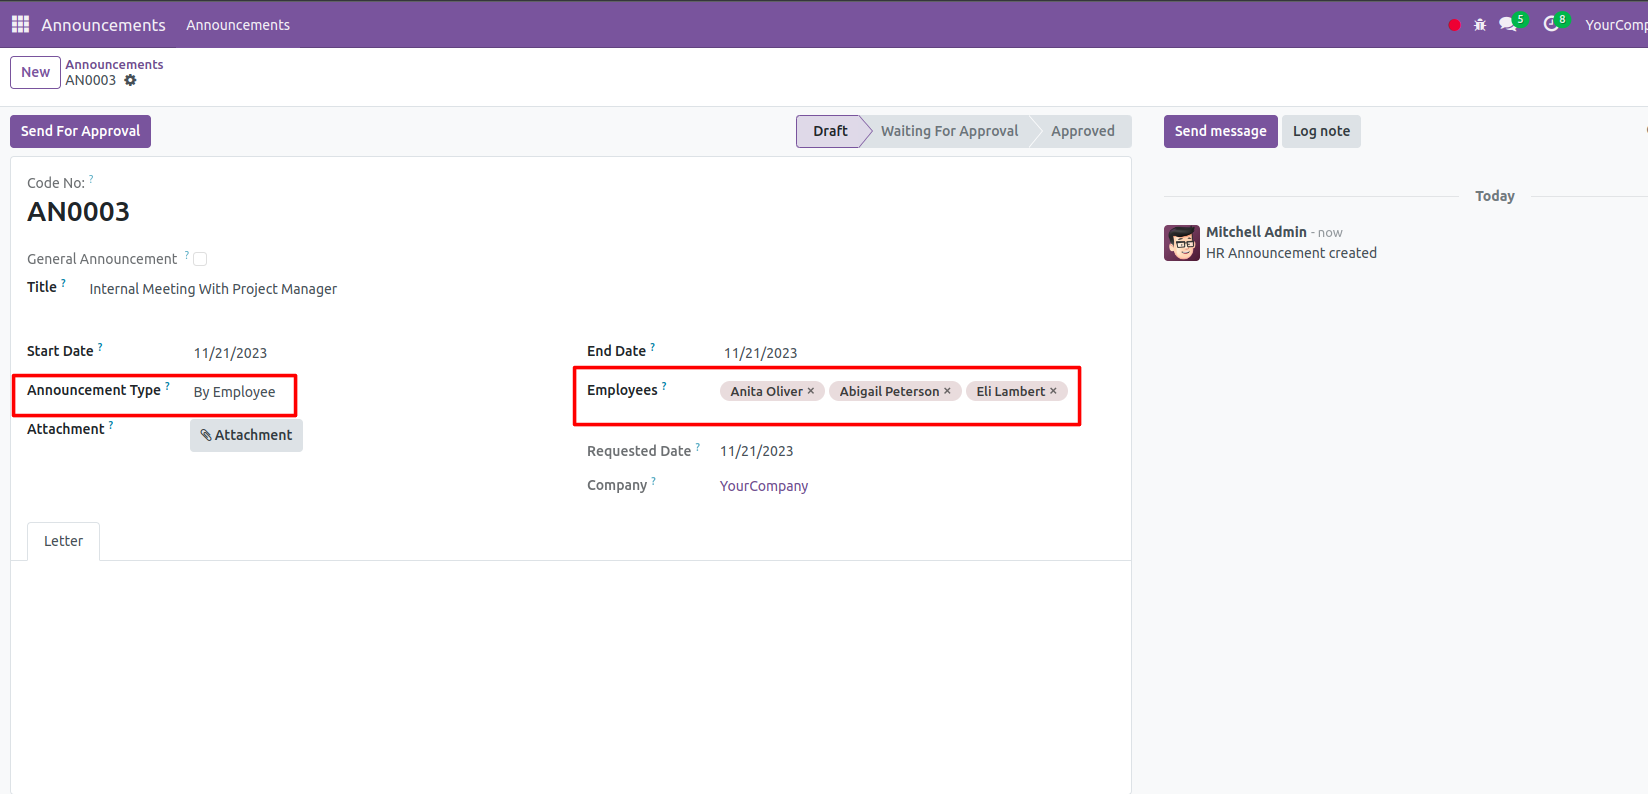 Announcements Announcements 5 8 YourComp
New Announcements
AN0003
Send For Approval Draft Waiting For Approval Approved Send message Log note
Code No: ?
AN0003
General Announcement ?
Title ? Internal Meeting With Project Manager
Start Date ? 11/21/2023 End Date ? 11/21/2023
Announcement Type ? By Employee Employees ? Anita Oliver × Abigail Peterson × Eli Lambert ×
Attachment ? Attachment
Requested Date ? 11/21/2023
Company ? YourCompany
Letter
Today
Mitchell Admin - now
HR Announcement created